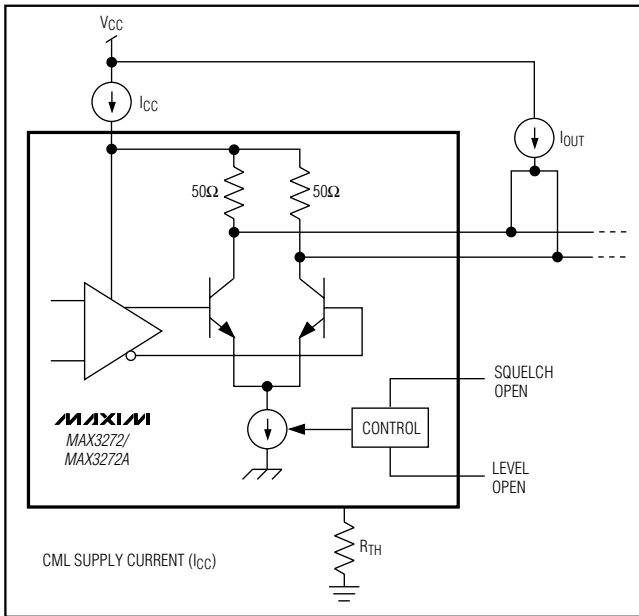 VCC
ICC
IOUT
50Ω
50Ω
SQUELCH
OPEN
CONTROL
LEVEL
OPEN
MAXIM
MAX3272/
MAX3272A
RTH
CML SUPPLY CURRENT (ICC)